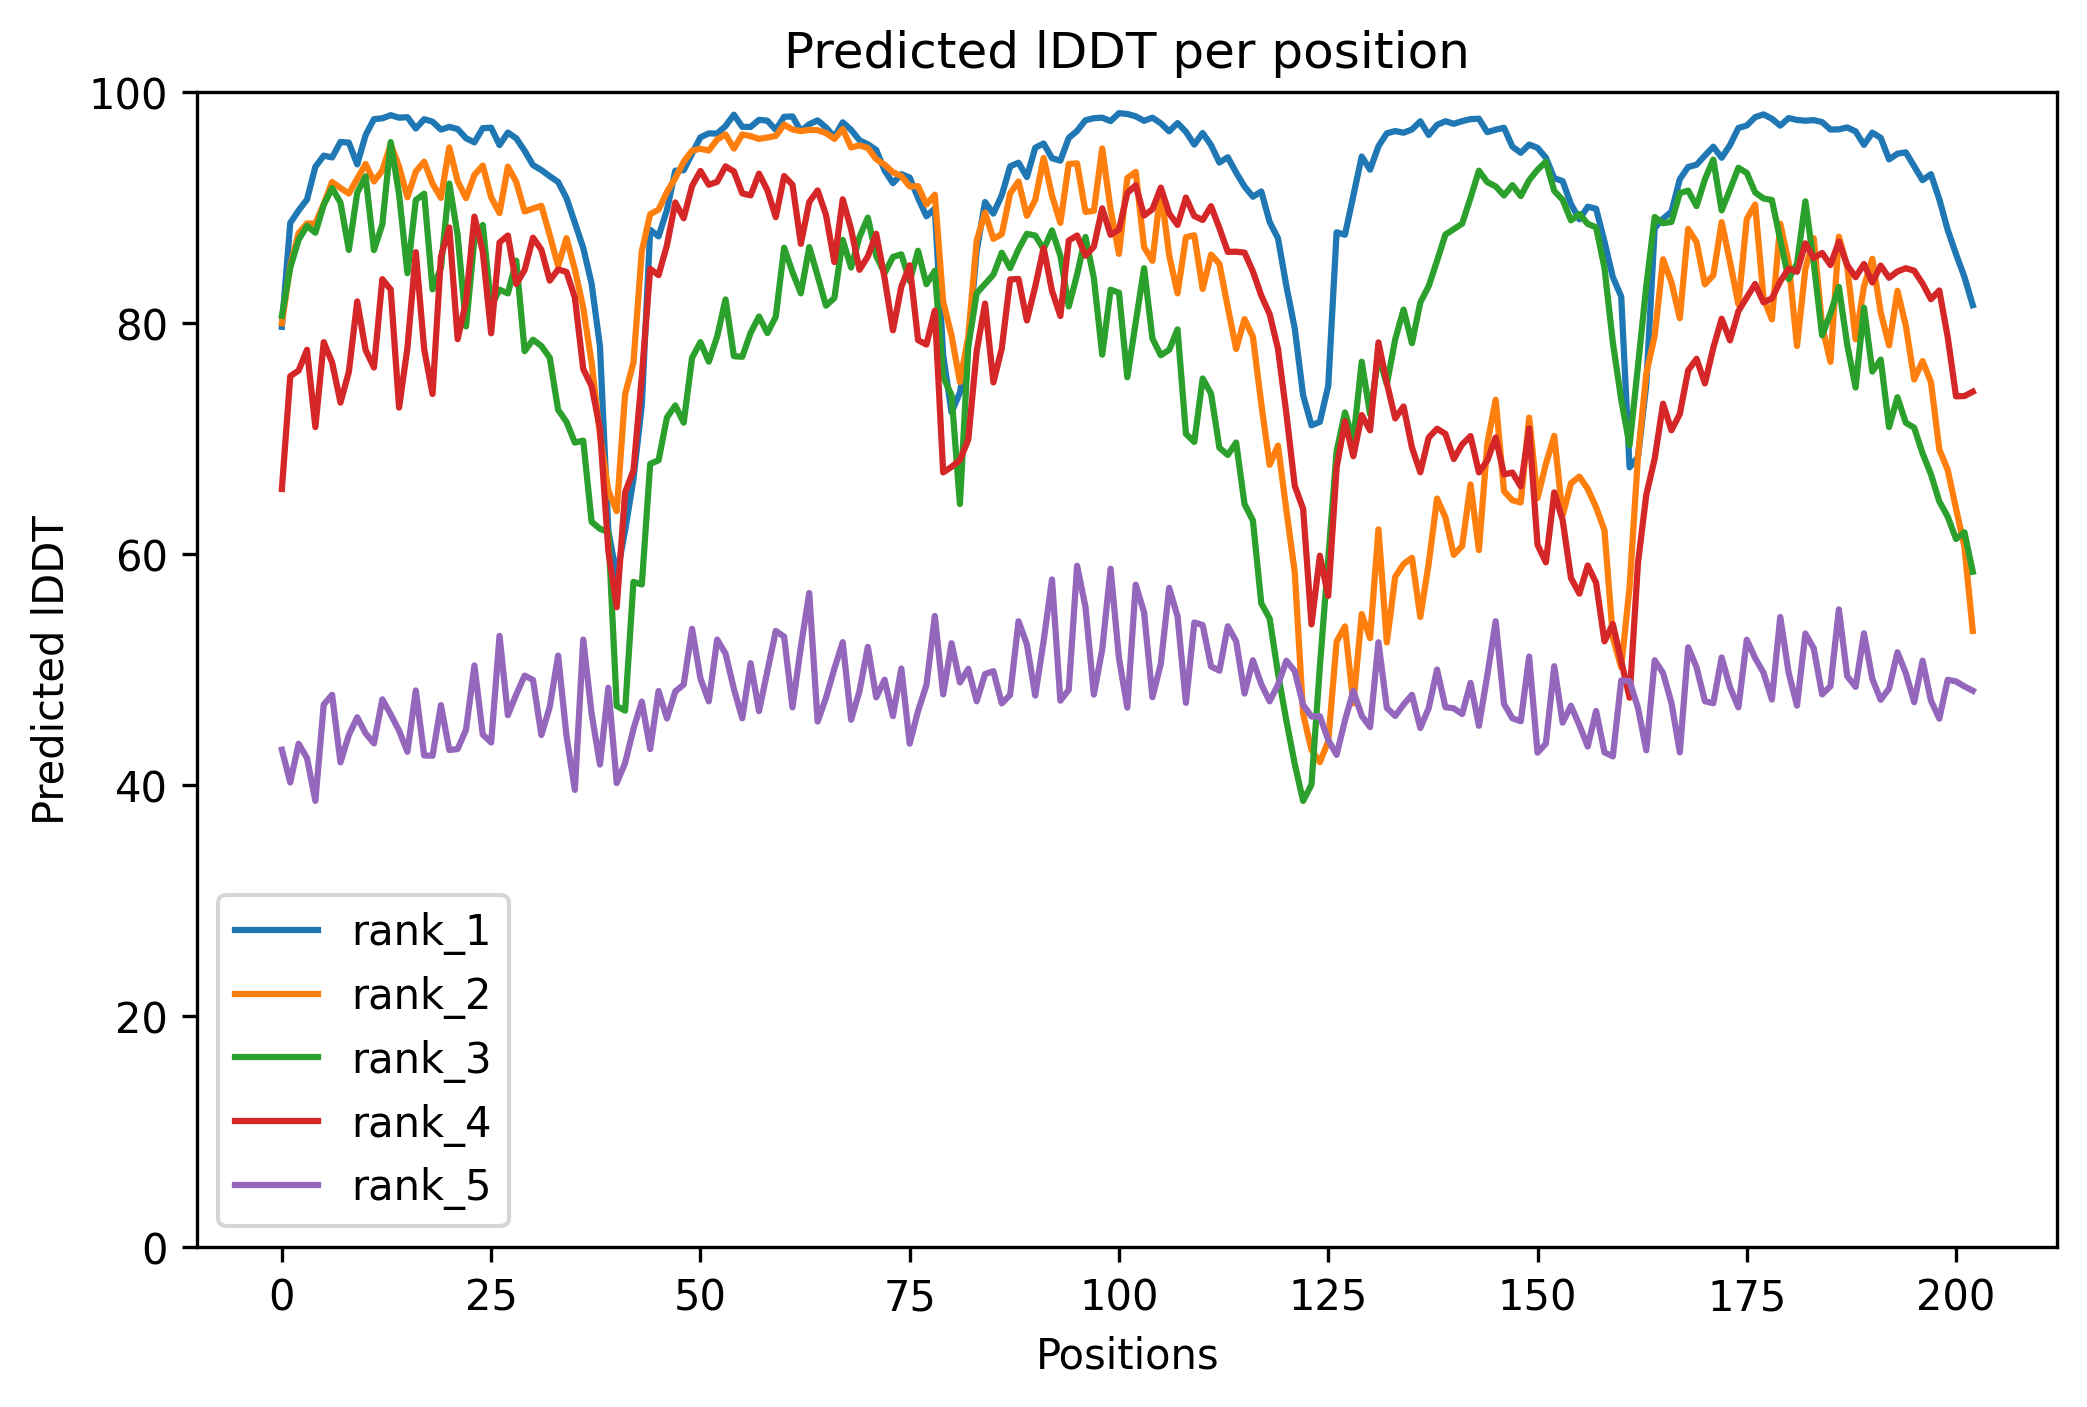 Predicted lDDT per position
100
80
60
40
20
0
Predicted lDDT
rank_1
rank_2
rank_3
rank_4
rank_5
0 25 50 75 100 125 150 175 200
Positions